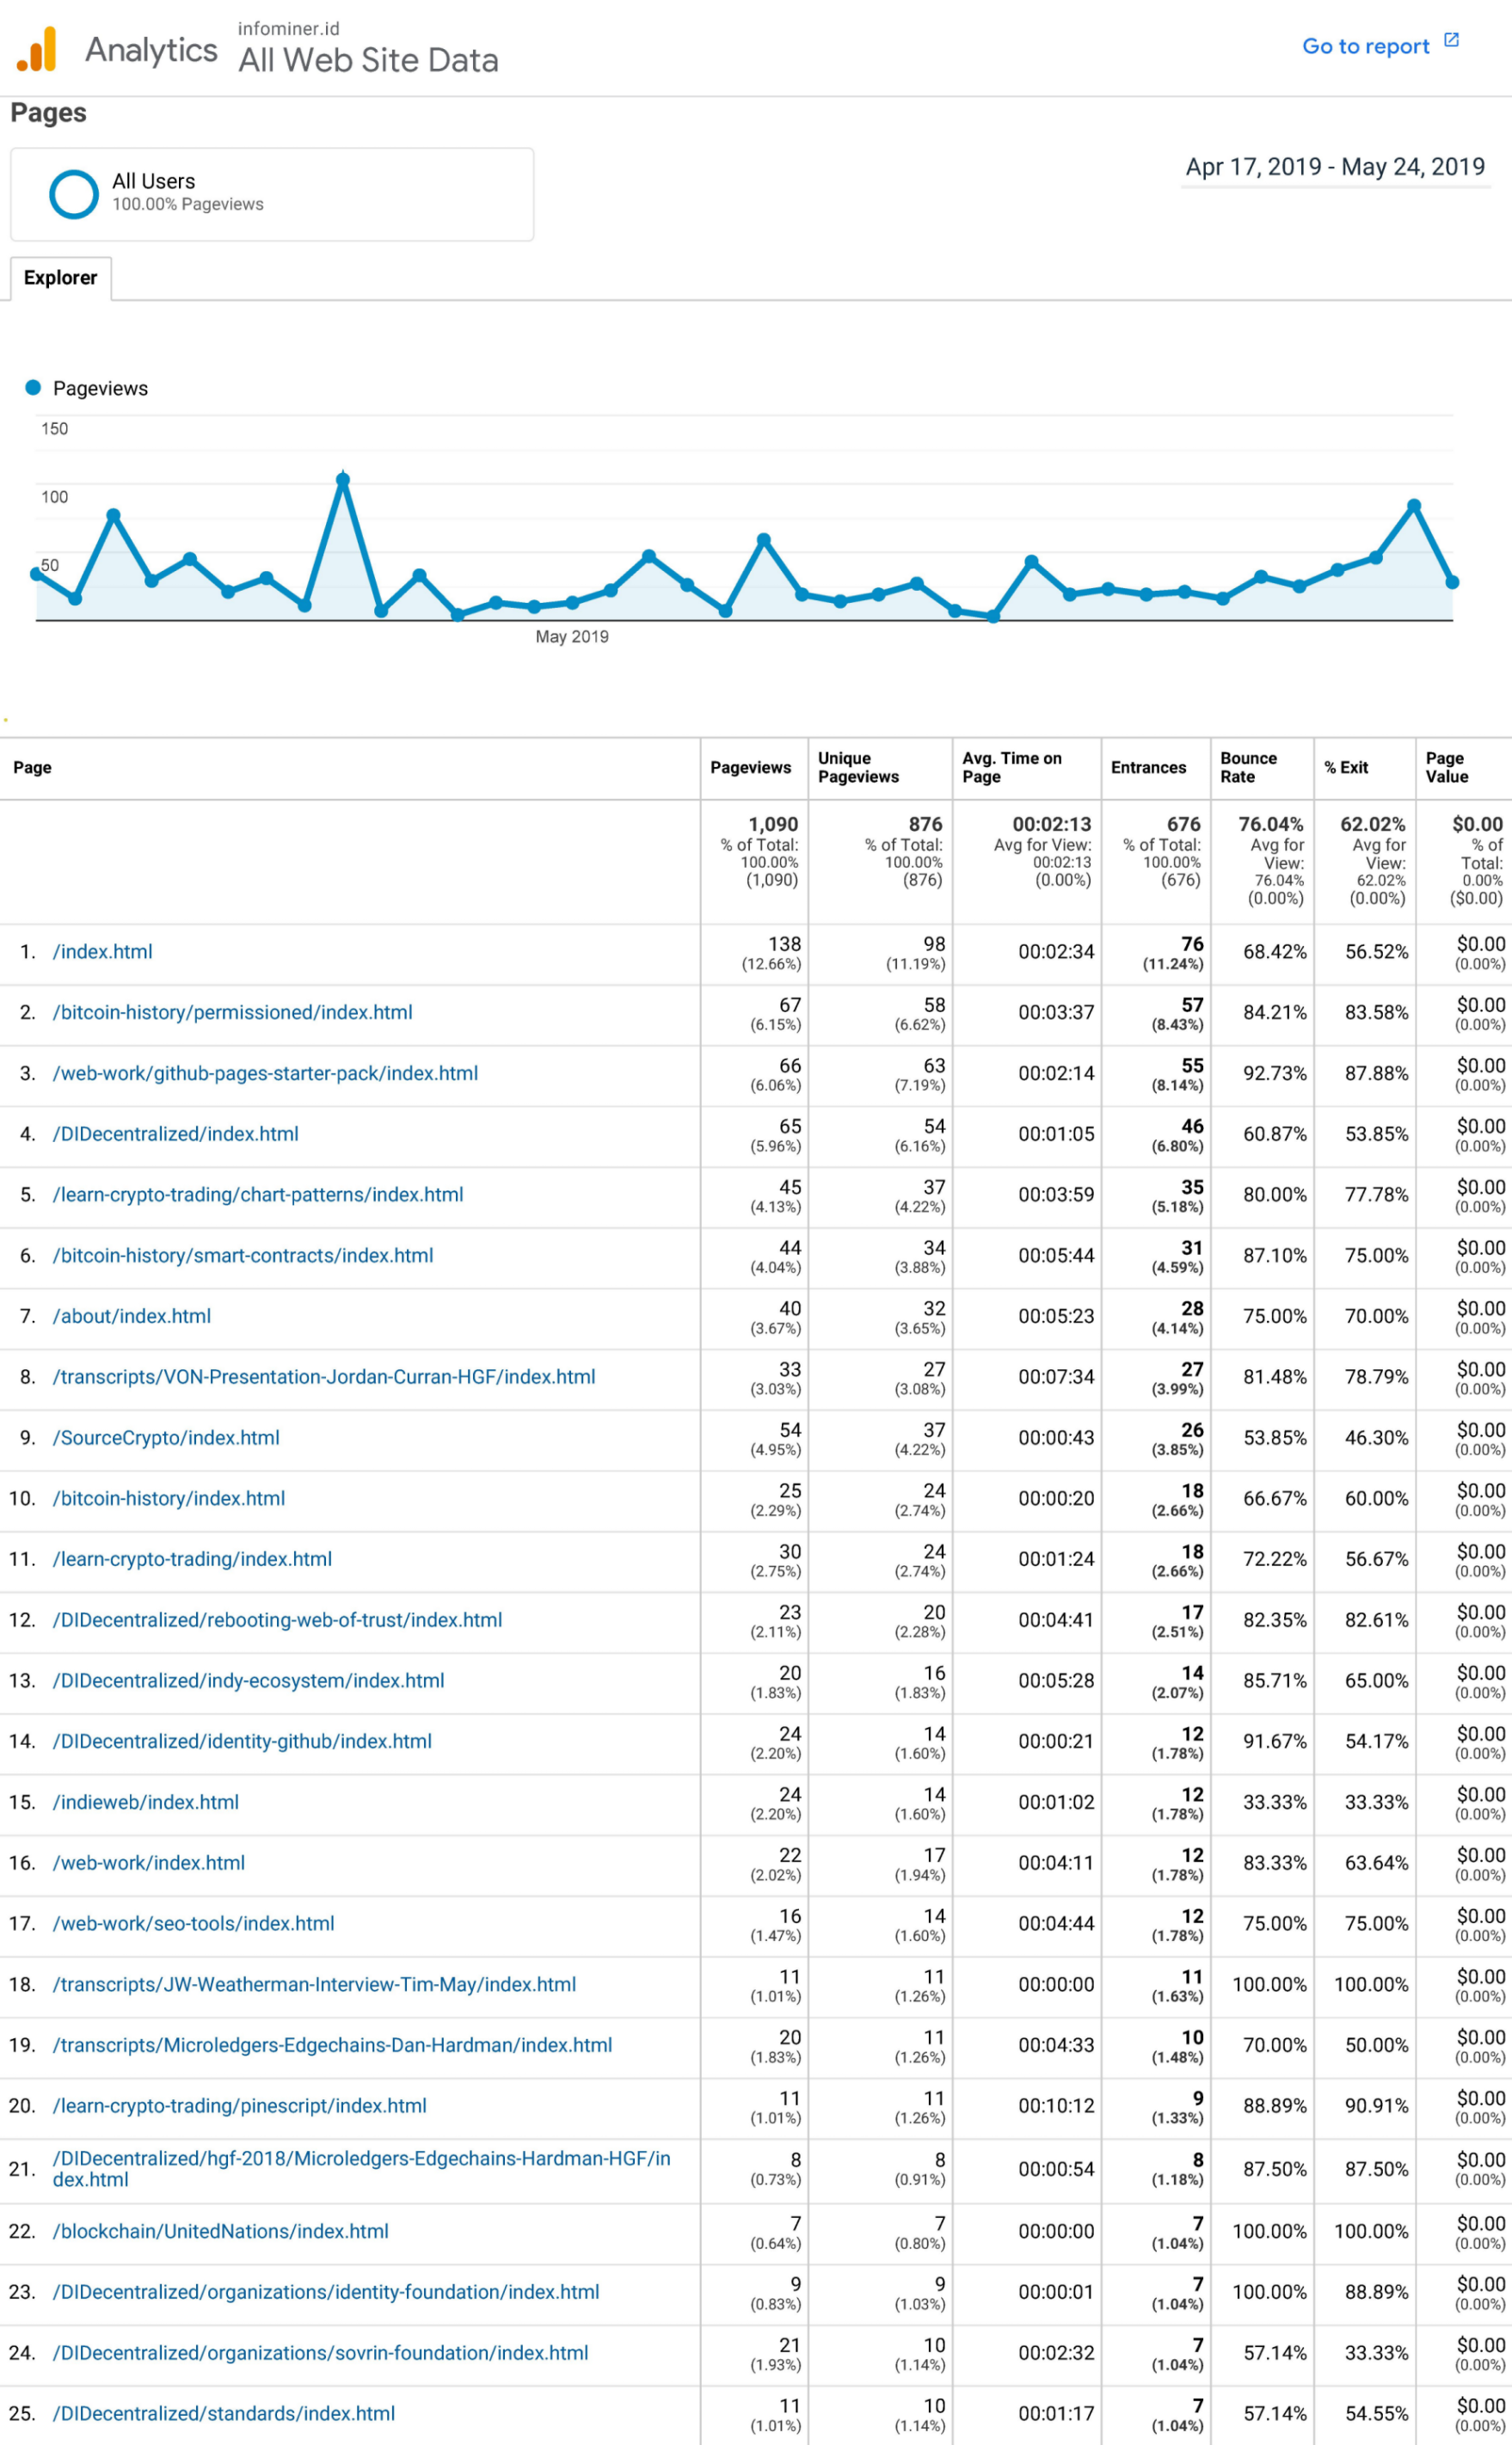 infominer.id
Analytics All Web Site Data
Go to report
Pages
All Users
100.00% Pageviews
Apr 17, 2019 - May 24, 2019
Explorer
Pageviews
150
100
50
May 2019
Page Pageviews Unique Pageviews Avg. Time on Page Entrances Bounce Rate % Exit Page Value
1,090 876 00:02:13 676 76.04% 62.02% $0.00
% of Total: 100.00% (1,090) % of Total: 100.00% (876) Avg for View: 00:02:13 (0.00%) % of Total: 100.00% (676) Avg for View: 76.04% (0.00%) Avg for View: 62.02% (0.00%) % of Total: 0.00% ($0.00)
1. /index.html 138 (12.66%) 98 (11.19%) 00:02:34 76 (11.24%) 68.42% 56.52% $0.00 (0.00%)
2. /bitcoin-history/permissioned/index.html 67 (6.15%) 58 (6.62%) 00:03:37 57 (8.43%) 84.21% 83.58% $0.00 (0.00%)
3. /web-work/github-pages-starter-pack/index.html 66 (6.06%) 63 (7.19%) 00:02:14 55 (8.14%) 92.73% 87.88% $0.00 (0.00%)
4. /DIDecentralized/index.html 65 (5.96%) 54 (6.16%) 00:01:05 46 (6.80%) 60.87% 53.85% $0.00 (0.00%)
5. /learn-crypto-trading/chart-patterns/index.html 45 (4.13%) 37 (4.22%) 00:03:59 35 (5.18%) 80.00% 77.78% $0.00 (0.00%)
6. /bitcoin-history/smart-contracts/index.html 44 (4.04%) 34 (3.88%) 00:05:44 31 (4.59%) 87.10% 75.00% $0.00 (0.00%)
7. /about/index.html 40 (3.67%) 32 (3.65%) 00:05:23 28 (4.14%) 75.00% 70.00% $0.00 (0.00%)
8. /transcripts/VON-Presentation-Jordan-Curran-HGF/index.html 33 (3.03%) 27 (3.08%) 00:07:34 27 (3.99%) 81.48% 78.79% $0.00 (0.00%)
9. /SourceCrypto/index.html 54 (4.95%) 37 (4.22%) 00:00:43 26 (3.85%) 53.85% 46.30% $0.00 (0.00%)
10. /bitcoin-history/index.html 25 (2.29%) 24 (2.74%) 00:00:20 18 (2.66%) 66.67% 60.00% $0.00 (0.00%)
11. /learn-crypto-trading/index.html 30 (2.75%) 24 (2.74%) 00:01:24 18 (2.66%) 72.22% 56.67% $0.00 (0.00%)
12. /DIDecentralized/rebooting-web-of-trust/index.html 23 (2.11%) 20 (2.28%) 00:04:41 17 (2.51%) 82.35% 82.61% $0.00 (0.00%)
13. /DIDecentralized/indy-ecosystem/index.html 20 (1.83%) 16 (1.83%) 00:05:28 14 (2.07%) 85.71% 65.00% $0.00 (0.00%)
14. /DIDecentralized/identity-github/index.html 24 (2.20%) 14 (1.60%) 00:00:21 12 (1.78%) 91.67% 54.17% $0.00 (0.00%)
15. /indieweb/index.html 24 (2.20%) 14 (1.60%) 00:01:02 12 (1.78%) 33.33% 33.33% $0.00 (0.00%)
16. /web-work/index.html 22 (2.02%) 17 (1.94%) 00:04:11 12 (1.78%) 83.33% 63.64% $0.00 (0.00%)
17. /web-work/seo-tools/index.html 16 (1.47%) 14 (1.60%) 00:04:44 12 (1.78%) 75.00% 75.00% $0.00 (0.00%)
18. /transcripts/JW-Weatherman-Interview-Tim-May/index.html 11 (1.01%) 11 (1.26%) 00:00:00 11 (1.63%) 100.00% 100.00% $0.00 (0.00%)
19. /transcripts/Microledgers-Edgechains-Dan-Hardman/index.html 20 (1.83%) 11 (1.26%) 00:04:33 10 (1.48%) 70.00% 50.00% $0.00 (0.00%)
20. /learn-crypto-trading/pinescript/index.html 11 (1.01%) 11 (1.26%) 00:10:12 9 (1.33%) 88.89% 90.91% $0.00 (0.00%)
21. /DIDecentralized/hgf-2018/Microledgers-Edgechains-Hardman-HGF/in
dex.html 8 (0.73%) 8 (0.91%) 00:00:54 8 (1.18%) 87.50% 87.50% $0.00 (0.00%)
22. /blockchain/UnitedNations/index.html 7 (0.64%) 7 (0.80%) 00:00:00 7 (1.04%) 100.00% 100.00% $0.00 (0.00%)
23. /DIDecentralized/organizations/identity-foundation/index.html 9 (0.83%) 9 (1.03%) 00:00:01 7 (1.04%) 100.00% 88.89% $0.00 (0.00%)
24. /DIDecentralized/organizations/sovrin-foundation/index.html 21 (1.93%) 10 (1.14%) 00:02:32 7 (1.04%) 57.14% 33.33% $0.00 (0.00%)
25. /DIDecentralized/standards/index.html 11 (1.01%) 10 (1.14%) 00:01:17 7 (1.04%) 57.14% 54.55% $0.00 (0.00%)